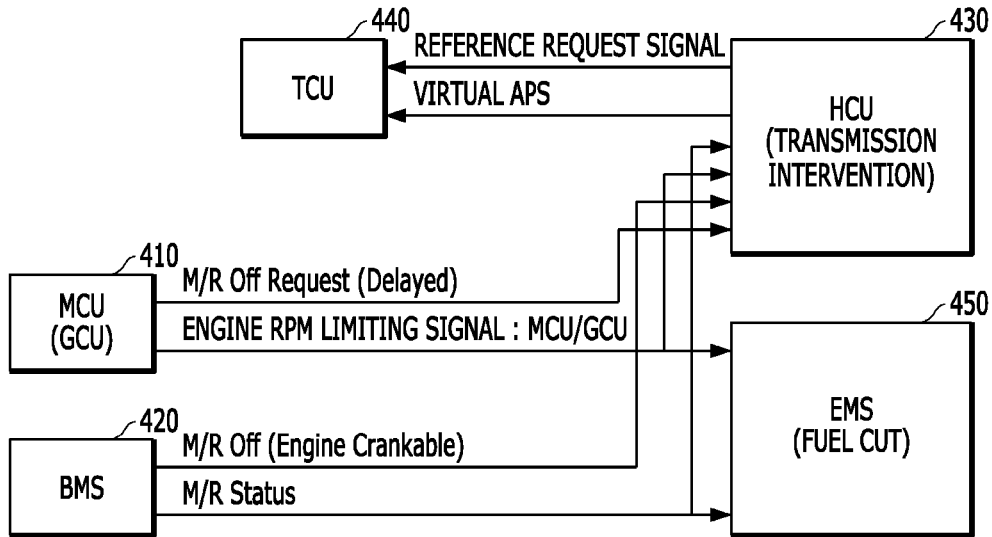 440
430
TCU
REFERENCE REQUEST SIGNAL
VIRTUAL APS
HCU
(TRANSMISSION
INTERVENTION)
410
MCU
(GCU)
M/R Off Request (Delayed)
ENGINE RPM LIMITING SIGNAL : MCU/GCU
450
EMS
(FUEL CUT)
420
BMS
M/R Off (Engine Crankable)
M/R Status